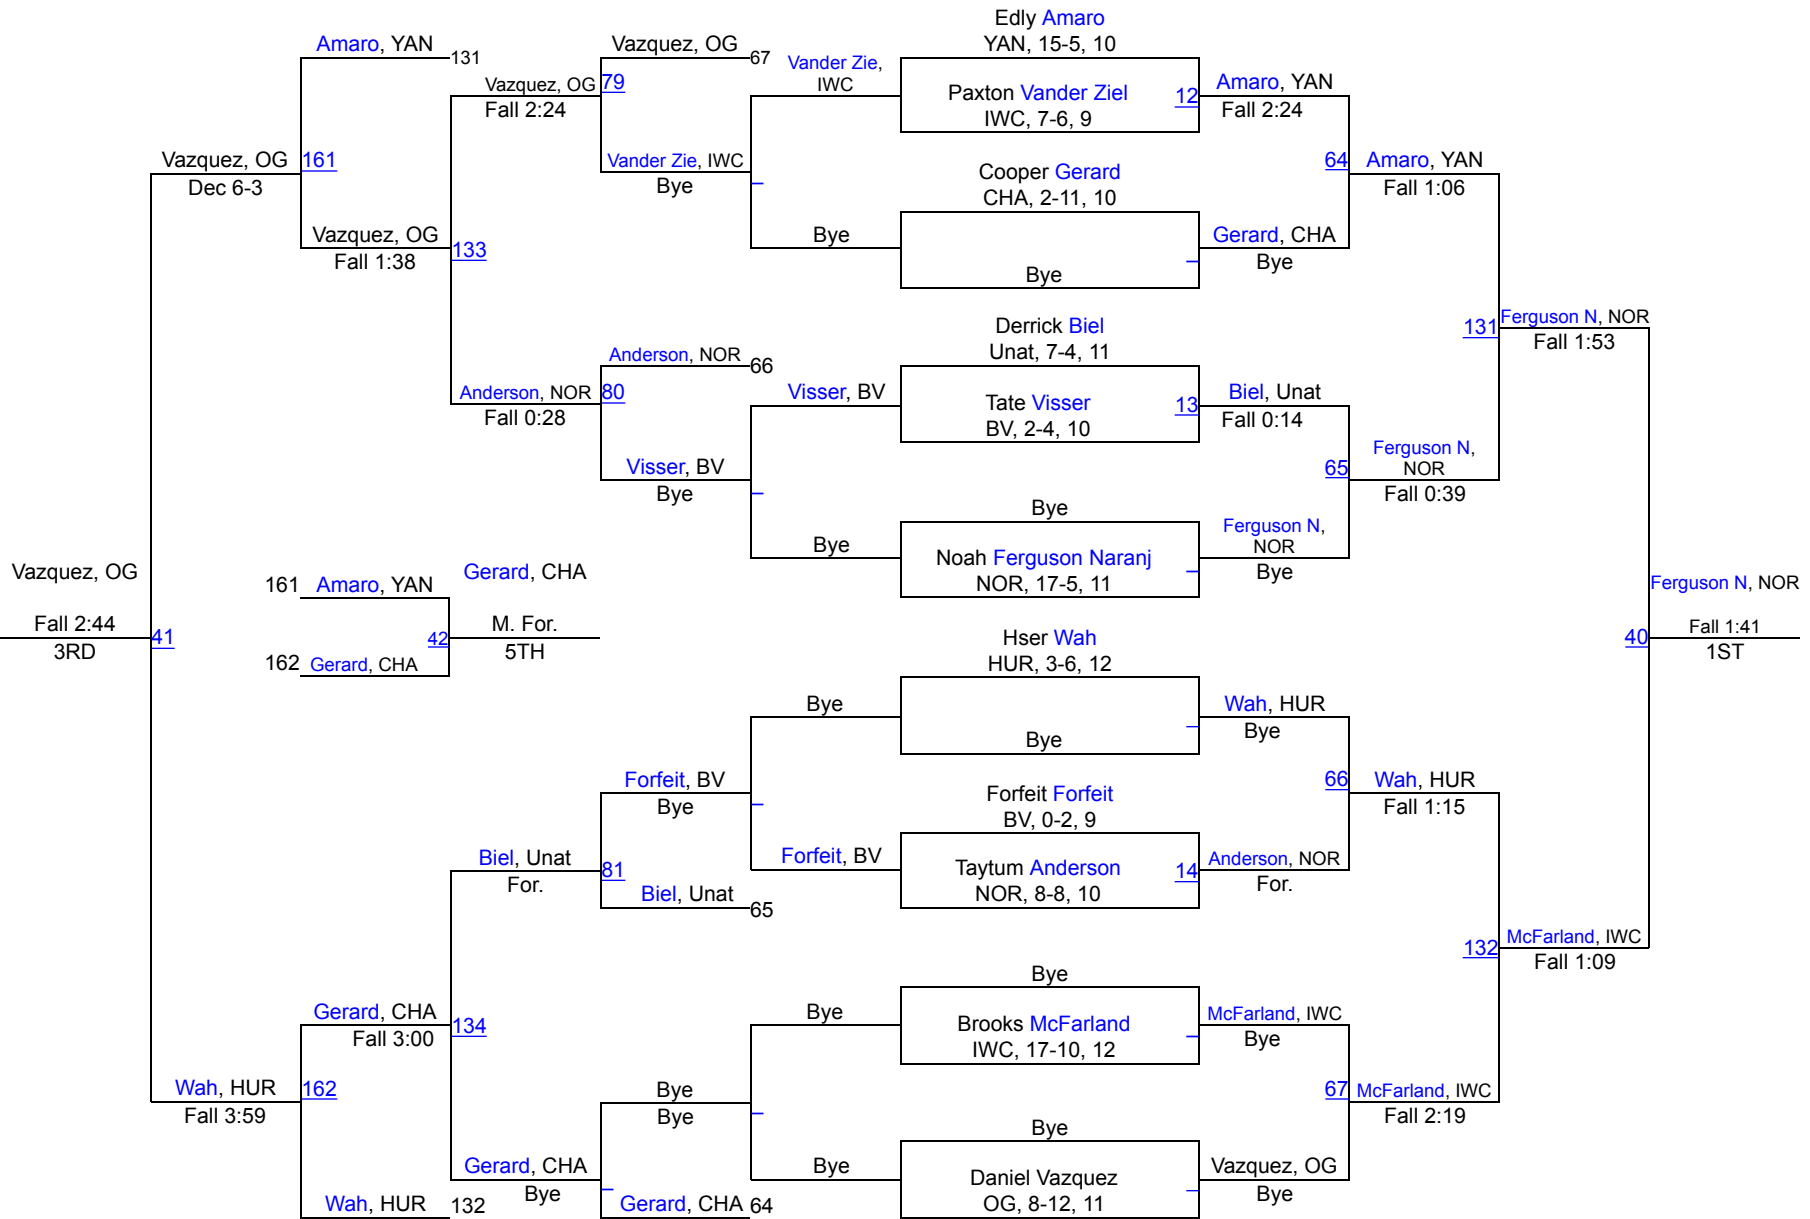 Edly Amaro
YAN, 15-5, 10
Amaro, YAN
131
Vazquez, OG
67
Vander Zie,
IWC
Vazquez, OG
79
Fall 2:24
Paxton Vander Ziel
IWC, 7-6, 9
12
Amaro, YAN
Fall 2:24
Vazquez, OG
161
Dec 6-3
Vander Zie, IWC
Bye
Cooper Gerard
CHA, 2-11, 10
64
Amaro, YAN
Fall 1:06
Vazquez, OG
133
Fall 1:38
Bye
Bye
Gerard, CHA
Bye
Derrick Biel
Unat, 7-4, 11
131
Ferguson N, NOR
Fall 1:53
Anderson, NOR
66
Anderson, NOR
80
Fall 0:28
Visser, BV
Tate Visser
BV, 2-4, 10
13
Biel, Unat
Fall 0:14
Visser, BV
Bye
65
Ferguson N,
NOR
Fall 0:39
Bye
Bye
Noah Ferguson Naranj
NOR, 17-5, 11
Ferguson N,
NOR
Bye
Vazquez, OG
Fall 2:44
3RD
41
161
Amaro, YAN
Gerard, CHA
42
M. For.
5TH
162
Gerard, CHA
Ferguson N, NOR
40
Fall 1:41
1ST
Hser Wah
HUR, 3-6, 12
Bye
Bye
Wah, HUR
Bye
Forfeit, BV
Bye
Forfeit Forfeit
BV, 0-2, 9
66
Wah, HUR
Fall 1:15
Biel, Unat
81
For.
Forfeit, BV
Taytum Anderson
NOR, 8-8, 10
14
Anderson, NOR
For.
Biel, Unat
65
132
McFarland, IWC
Fall 1:09
Bye
Gerard, CHA
134
Fall 3:00
Bye
Brooks McFarland
IWC, 17-10, 12
McFarland, IWC
Bye
Wah, HUR
162
Fall 3:59
Bye
Bye
67
McFarland, IWC
Fall 2:19
Bye
Gerard, CHA
Bye
Bye
Daniel Vazquez
OG, 8-12, 11
Vazquez, OG
Bye
Wah, HUR
132
Gerard, CHA
64